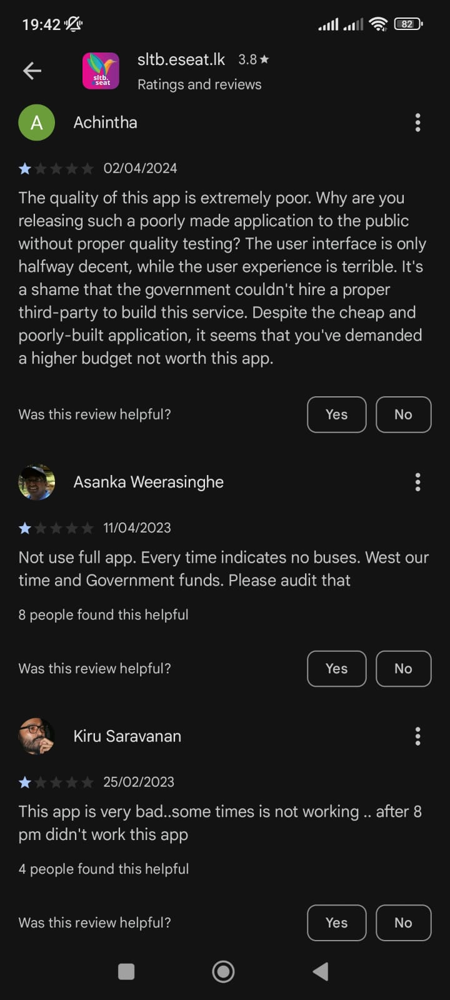 19:42
82
sltb.eseat.lk 3.8★
Ratings and reviews
sltb.
eseat
A
Achintha
02/04/2024
The quality of this app is extremely poor. Why are you
releasing such a poorly made application to the public
without proper quality testing? The user interface is only
halfway decent, while the user experience is terrible. It's
a shame that the government couldn't hire a proper
third-party to build this service. Despite the cheap and
poorly-built application, it seems that you've demanded
a higher budget not worth this app.
Was this review helpful? Yes No
Asanka Weerasinghe
11/04/2023
Not use full app. Every time indicates no buses. West our
time and Government funds. Please audit that
8 people found this helpful
Was this review helpful? Yes No
Kiru Saravanan
25/02/2023
This app is very bad..some times is not working .. after 8
pm didn't work this app
4 people found this helpful
Was this review helpful? Yes No